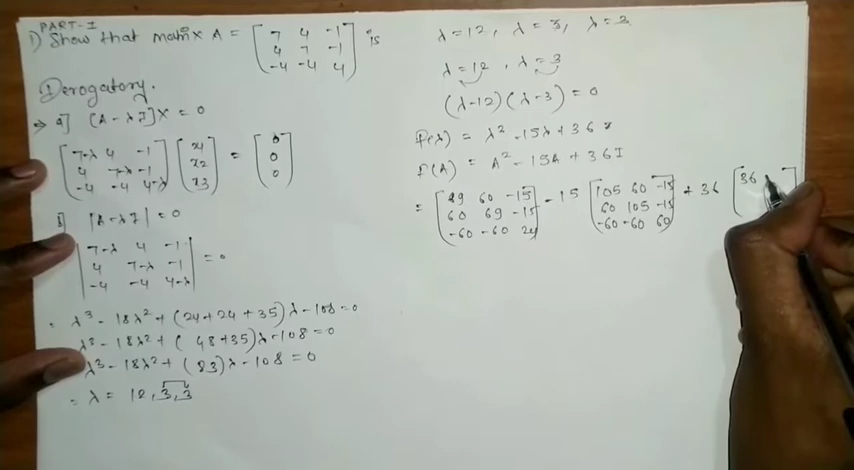 PART-I
1) Show that matrix A = [7 4 -1
4 7 -1
-4 -4 4] is
Derogatory.
→ a] [A - λI]X = 0
[7-λ 4 -1
4 7-λ -1
-4 -4 4-λ] [x1
x2
x3] = [0
0
0]
|A - λI| = 0
|7-λ 4 -1
4 7-λ -1
-4 -4 4-λ| = 0
= λ³ - 18λ² + (24+24+35)λ - 108 = 0
λ³ - 18λ² + (48+35)λ - 108 = 0
λ³ - 18λ² + (83)λ - 108 = 0
= λ = 12, 3, 3
λ = 12, λ = 3, λ = 3
λ = 12, λ = 3
(λ-12)(λ-3) = 0
F(λ) = λ² - 15λ + 36
F(A) = A² - 15A + 36I
= [69 60 -15
60 69 -15
-60 -60 24] - 15 [105 60 -15
60 105 -15
-60 -60 60] + 36 [36